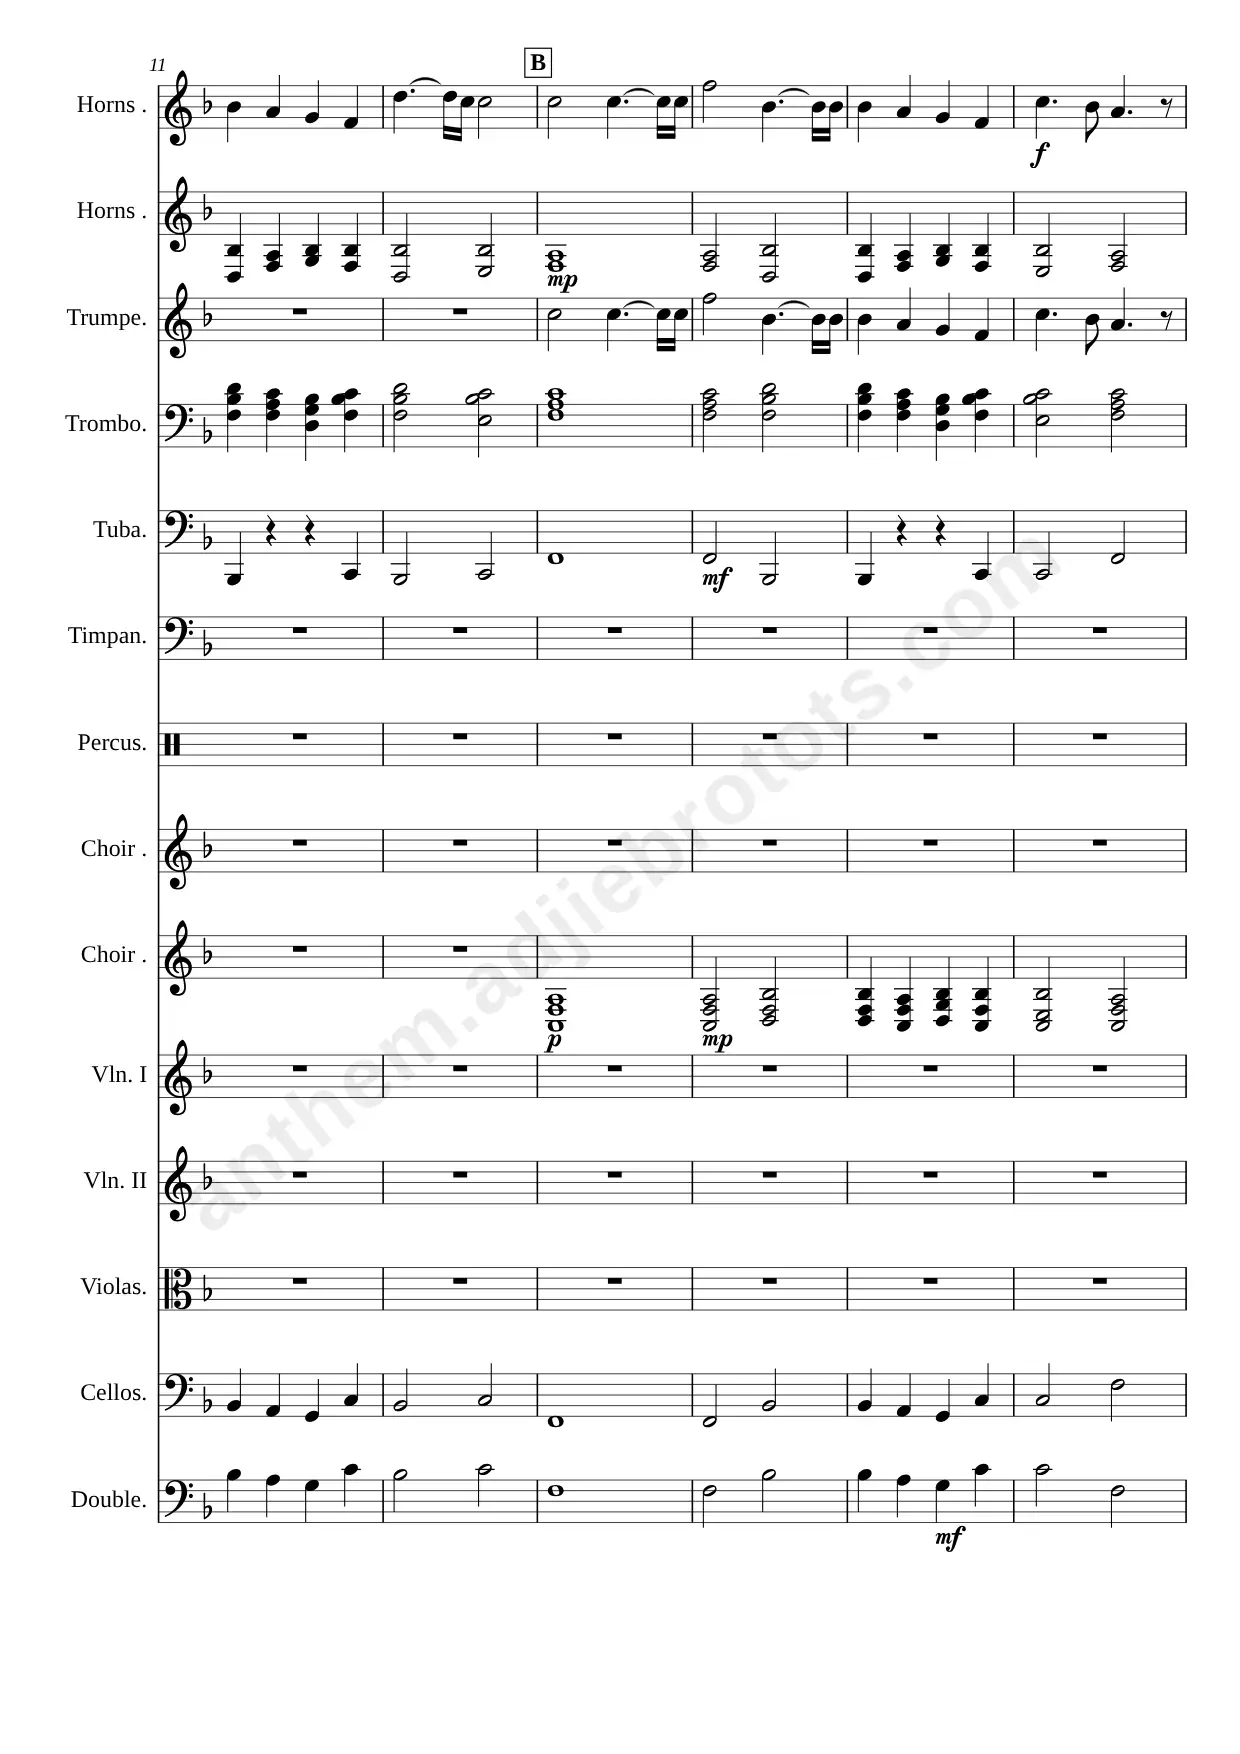 11
B
Horns .
f
Horns .
mp
Trumpe.
Trombo.
Tuba.
mf
Timpan.
Percus.
Choir .
Choir .
p mp
Vln. I
Vln. II
Violas.
Cellos.
Double.
mf
anthem.adjiebrotots.com